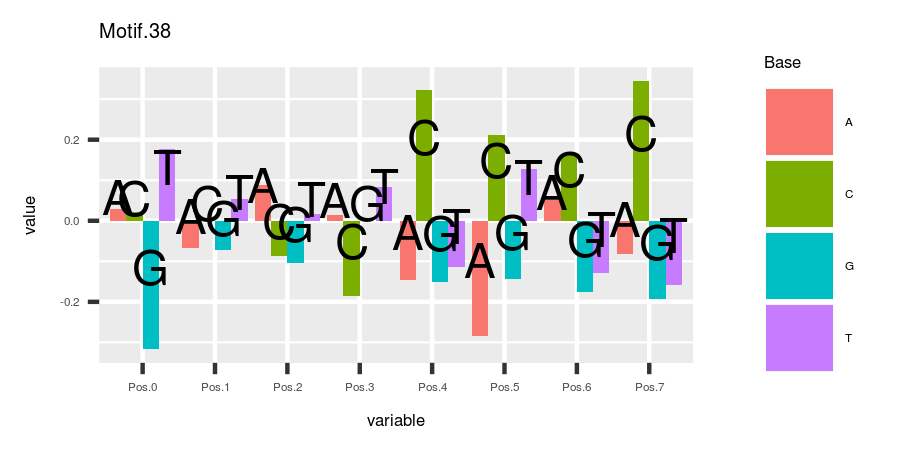 Motif.38
value
0.2
0.0
-0.2
A C G T A C G T A C G T A C G T A C G T A C G T A C G T A C G T
Pos.0 Pos.1 Pos.2 Pos.3 Pos.4 Pos.5 Pos.6 Pos.7
variable
Base
A
C
G
T